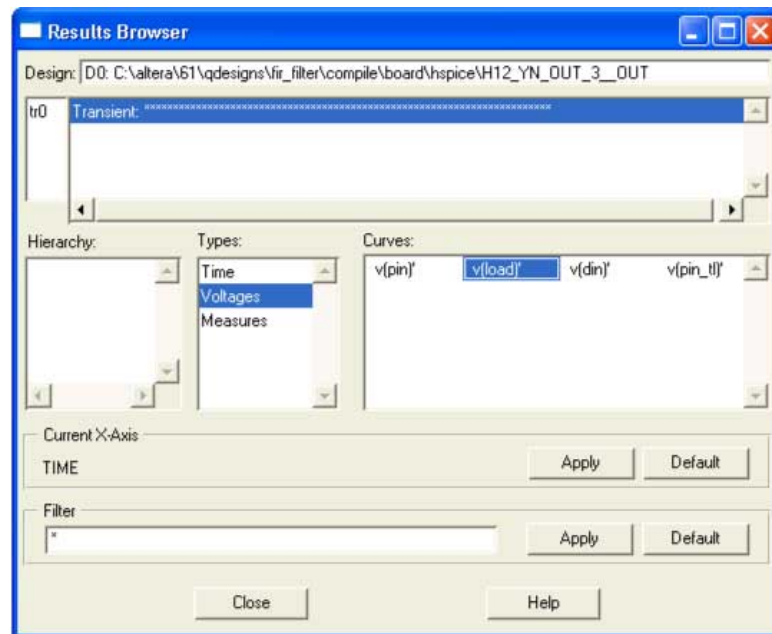 Results Browser
Design: D0: C:\altera\61\qdesigns\fir_filter\compile\board\hspice\H12_YN_OUT_3__OUT
tr0 Transient: ***********************************************************************
Hierarchy: Types: Curves:
Time v(pin)' v(load)' v(din)' v(pin_tl)'
Voltages
Measures
Current X-Axis
TIME Apply Default
Filter
* Apply Default
Close Help